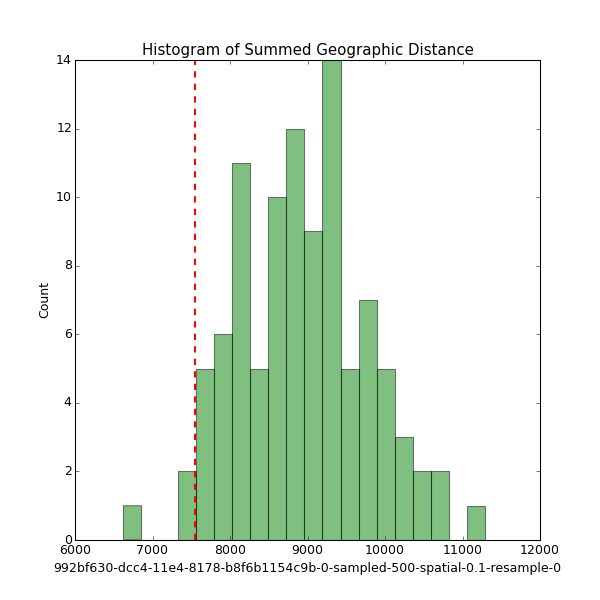 Histogram of Summed Geographic Distance
14
12
10
8
6
4
2
0
Count
6000 7000 8000 9000 10000 11000 12000
992bf630-dcc4-11e4-8178-b8f6b1154c9b-0-sampled-500-spatial-0.1-resample-0